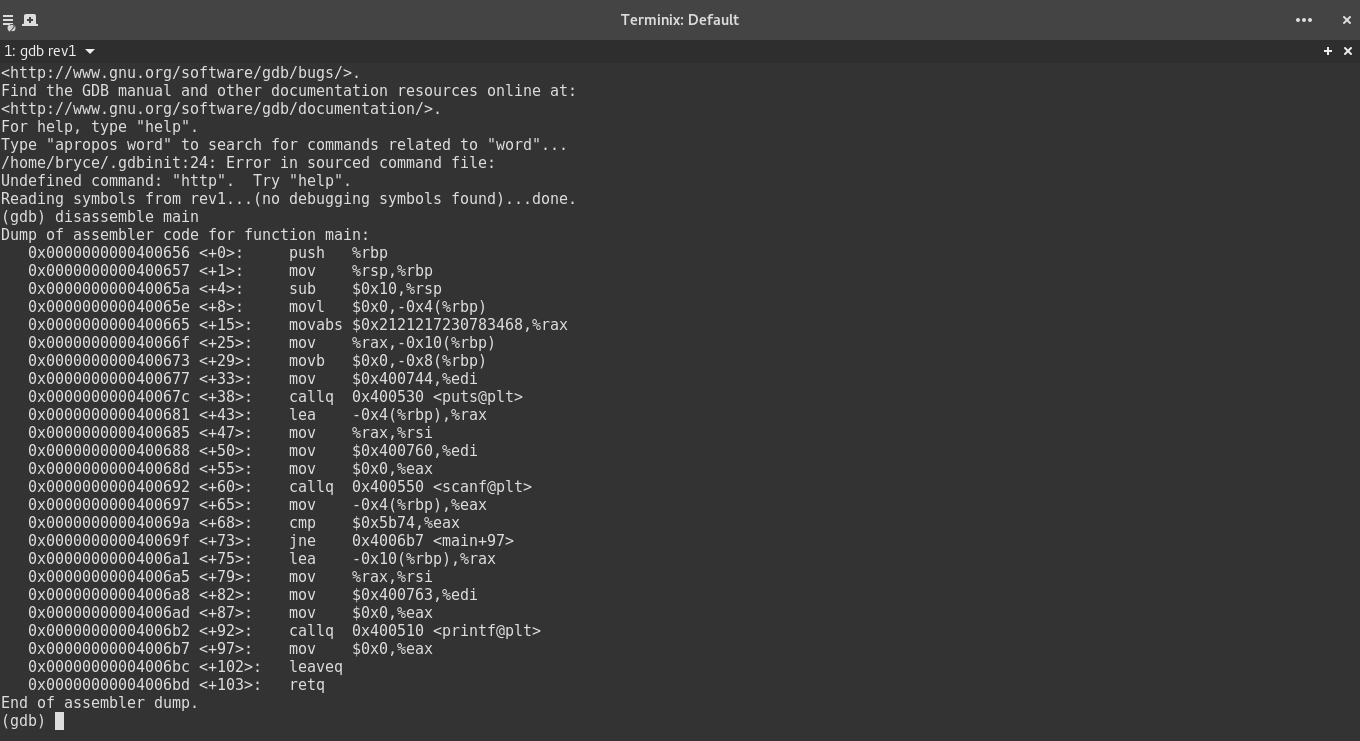 Terminix: Default
1: gdb rev1
<http://www.gnu.org/software/gdb/bugs/>.
Find the GDB manual and other documentation resources online at:
<http://www.gnu.org/software/gdb/documentation/>.
For help, type "help".
Type "apropos word" to search for commands related to "word"...
/home/bryce/.gdbinit:24: Error in sourced command file:
Undefined command: "http".  Try "help".
Reading symbols from rev1...(no debugging symbols found)...done.
(gdb) disassemble main
Dump of assembler code for function main:
   0x0000000000400656 <+0>:     push   %rbp
   0x0000000000400657 <+1>:     mov    %rsp,%rbp
   0x000000000040065a <+4>:     sub    $0x10,%rsp
   0x000000000040065e <+8>:     movl   $0x0,-0x4(%rbp)
   0x0000000000400665 <+15>:    movabs $0x2121217230783468,%rax
   0x000000000040066f <+25>:    mov    %rax,-0x10(%rbp)
   0x0000000000400673 <+29>:    movb   $0x0,-0x8(%rbp)
   0x0000000000400677 <+33>:    mov    $0x400744,%edi
   0x000000000040067c <+38>:    callq  0x400530 <puts@plt>
   0x0000000000400681 <+43>:    lea    -0x4(%rbp),%rax
   0x0000000000400685 <+47>:    mov    %rax,%rsi
   0x0000000000400688 <+50>:    mov    $0x400760,%edi
   0x000000000040068d <+55>:    mov    $0x0,%eax
   0x0000000000400692 <+60>:    callq  0x400550 <scanf@plt>
   0x0000000000400697 <+65>:    mov    -0x4(%rbp),%eax
   0x000000000040069a <+68>:    cmp    $0x5b74,%eax
   0x000000000040069f <+73>:    jne    0x4006b7 <main+97>
   0x00000000004006a1 <+75>:    lea    -0x10(%rbp),%rax
   0x00000000004006a5 <+79>:    mov    %rax,%rsi
   0x00000000004006a8 <+82>:    mov    $0x400763,%edi
   0x00000000004006ad <+87>:    mov    $0x0,%eax
   0x00000000004006b2 <+92>:    callq  0x400510 <printf@plt>
   0x00000000004006b7 <+97>:    mov    $0x0,%eax
   0x00000000004006bc <+102>:   leaveq
   0x00000000004006bd <+103>:   retq
End of assembler dump.
(gdb)